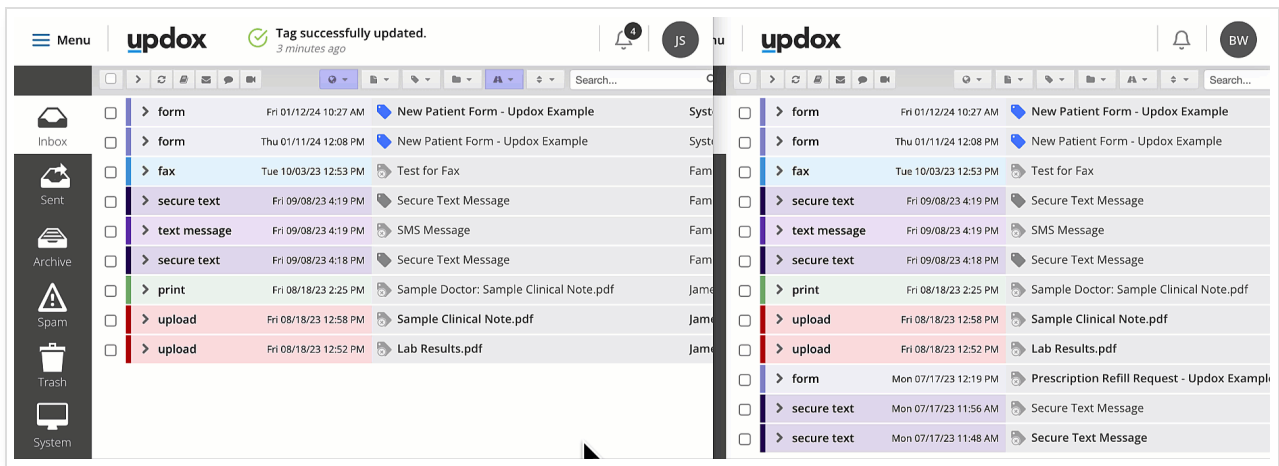 Menu updox Tag successfully updated. 4 JS
3 minutes ago
Search...
form Fri 01/12/24 10:27 AM New Patient Form - Updox Example Syst
form Thu 01/11/24 12:08 PM New Patient Form - Updox Example Syst
fax Tue 10/03/23 12:53 PM Test for Fax Fam
secure text Fri 09/08/23 4:19 PM Secure Text Message Fam
text message Fri 09/08/23 4:19 PM SMS Message Fam
secure text Fri 09/08/23 4:18 PM Secure Text Message Fam
print Fri 08/18/23 2:25 PM Sample Doctor: Sample Clinical Note.pdf Jame
upload Fri 08/18/23 12:58 PM Sample Clinical Note.pdf Jame
upload Fri 08/18/23 12:52 PM Lab Results.pdf Jame
Inbox
Sent
Archive
Spam
Trash
System
nu updox BW
Search...
form Fri 01/12/24 10:27 AM New Patient Form - Updox Example
form Thu 01/11/24 12:08 PM New Patient Form - Updox Example
fax Tue 10/03/23 12:53 PM Test for Fax
secure text Fri 09/08/23 4:19 PM Secure Text Message
text message Fri 09/08/23 4:19 PM SMS Message
secure text Fri 09/08/23 4:18 PM Secure Text Message
print Fri 08/18/23 2:25 PM Sample Doctor: Sample Clinical Note.pdf
upload Fri 08/18/23 12:58 PM Sample Clinical Note.pdf
upload Fri 08/18/23 12:52 PM Lab Results.pdf
form Mon 07/17/23 12:19 PM Prescription Refill Request - Updox Exampl
secure text Mon 07/17/23 11:56 AM Secure Text Message
secure text Mon 07/17/23 11:48 AM Secure Text Message